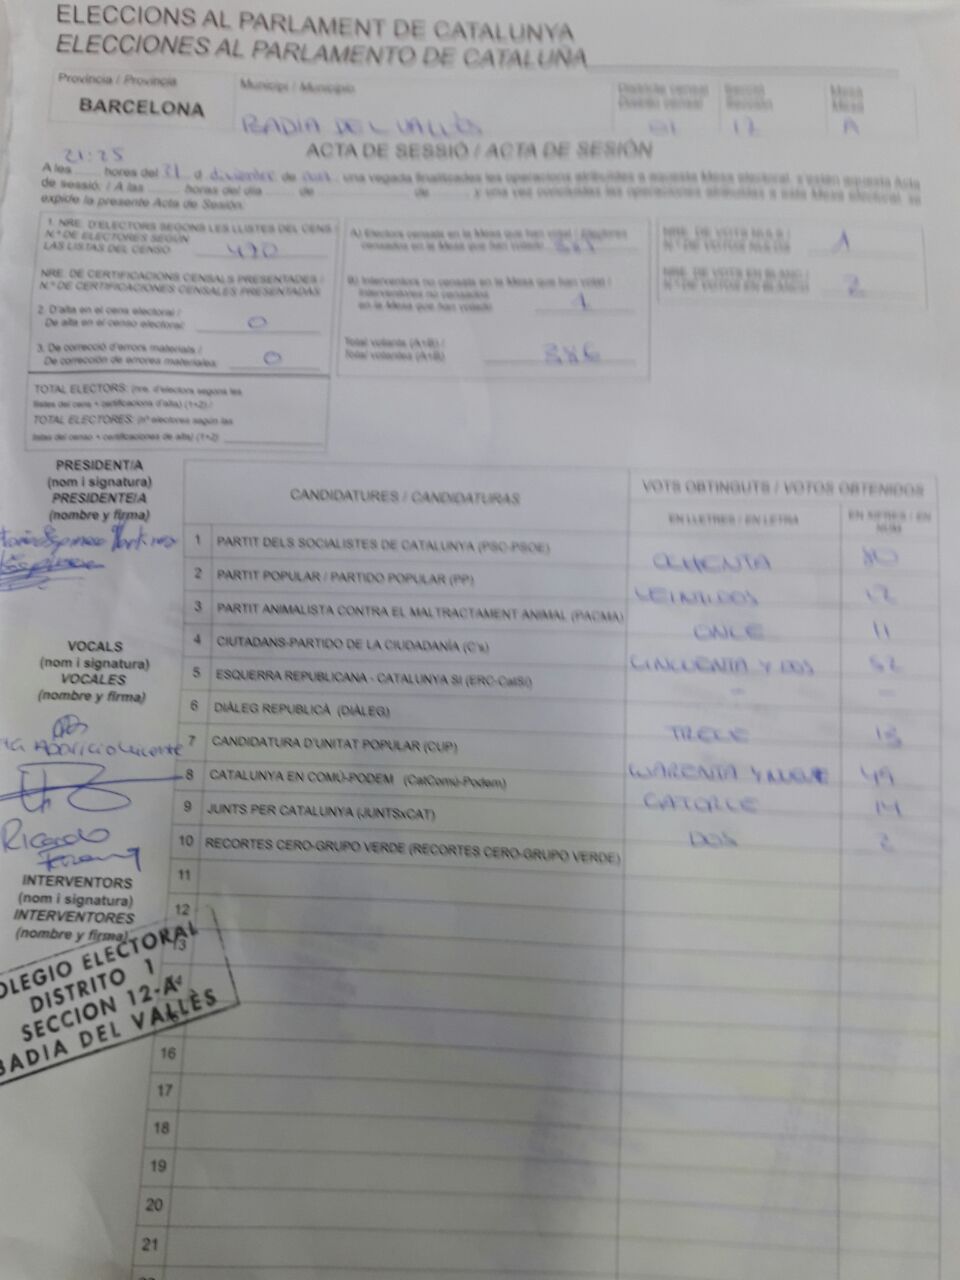 ELECCIONS AL PARLAMENT DE CATALUNYA
ELECCIONES AL PARLAMENTO DE CATALUÑA
Província / Provincia
BARCELONA
Municipi / Municipio
BADIA DEL VALLÈS
Districte censal
Distrito censal
01
Secció
Sección
12
Mesa
Mesa
A
ACTA DE SESSIÓ / ACTA DE SESIÓN
21:25
A les hores del 21 d diciembre de una vegada finalitzades les operacions atribuïdes a aquesta Mesa electoral, s'estén aquesta Acta
de sessió. / A las hores del día de de y una vez concluidas las operaciones atribuidas a esta Mesa electoral, se
expide la presente Acta de Sesión.
1. NRE. D'ELECTORS SEGONS LES LLISTES DEL CENS
N.º DE ELECTORES SEGÚN
LAS LISTAS DEL CENSO 490
NRE. DE CERTIFICACIONS CENSALS PRESENTADES /
N.º DE CERTIFICACIONES CENSALES PRESENTADAS
2. D'alta en el cens electoral /
De alta en el censo electoral: 0
3. De correcció d'errors materials /
De corrección de errores materiales: 0
TOTAL ELECTORS: (nre. d'electors segons les
llistes del cens + certificacions d'alta) (1+2) /
TOTAL ELECTORES: (nº electores según las
listas del censo + certificaciones de alta) (1+2)
A) Electors censats en la Mesa que han votat / Electores
censados en la Mesa que han votado 385
B) Interventors no censats en la Mesa que han votat /
Interventores no censados
en la Mesa que han votado 1
Total votants (A+B) /
Total votantes (A+B) 386
NRE. DE VOTS NULS /
N.º DE VOTOS NULOS 1
NRE. DE VOTS EN BLANC /
N.º DE VOTOS EN BLANCO 2
PRESIDENT/A
(nom i signatura)
PRESIDENTE/A
(nombre y firma)
VOCALS
(nom i signatura)
VOCALES
(nombre y firma)
Aparicio
Ricardo
INTERVENTORS
(nom i signatura)
INTERVENTORES
(nombre y firma)
OLEGIO ELECTORAL
DISTRITO 1
SECCION 12-A
BADIA DEL VALLÈS
CANDIDATURES / CANDIDATURAS
VOTS OBTINGUTS / VOTOS OBTENIDOS
EN LLETRES / EN LETRA
EN XIFRES / EN NÚM
1 PARTIT DELS SOCIALISTES DE CATALUNYA (PSC-PSOE) OCHENTA 80
2 PARTIT POPULAR / PARTIDO POPULAR (PP)
3 PARTIT ANIMALISTA CONTRA EL MALTRACTAMENT ANIMAL (PACMA) ONCE 11
4 CIUTADANS-PARTIDO DE LA CIUDADANÍA (C's) CINCUENTA Y DOS 52
5 ESQUERRA REPUBLICANA - CATALUNYA SÍ (ERC-CatSí)
6 DIÀLEG REPUBLICÀ (DIÀLEG) - -
7 CANDIDATURA D'UNITAT POPULAR (CUP) TRECE 13
8 CATALUNYA EN COMÚ-PODEM (CatComú-Podem) CUARENTA Y NUEVE 49
9 JUNTS PER CATALUNYA (JUNTSxCAT) CATORCE 14
10 RECORTES CERO-GRUPO VERDE (RECORTES CERO-GRUPO VERDE) DOS 2
11
12
13
14
16
17
18
19
20
21